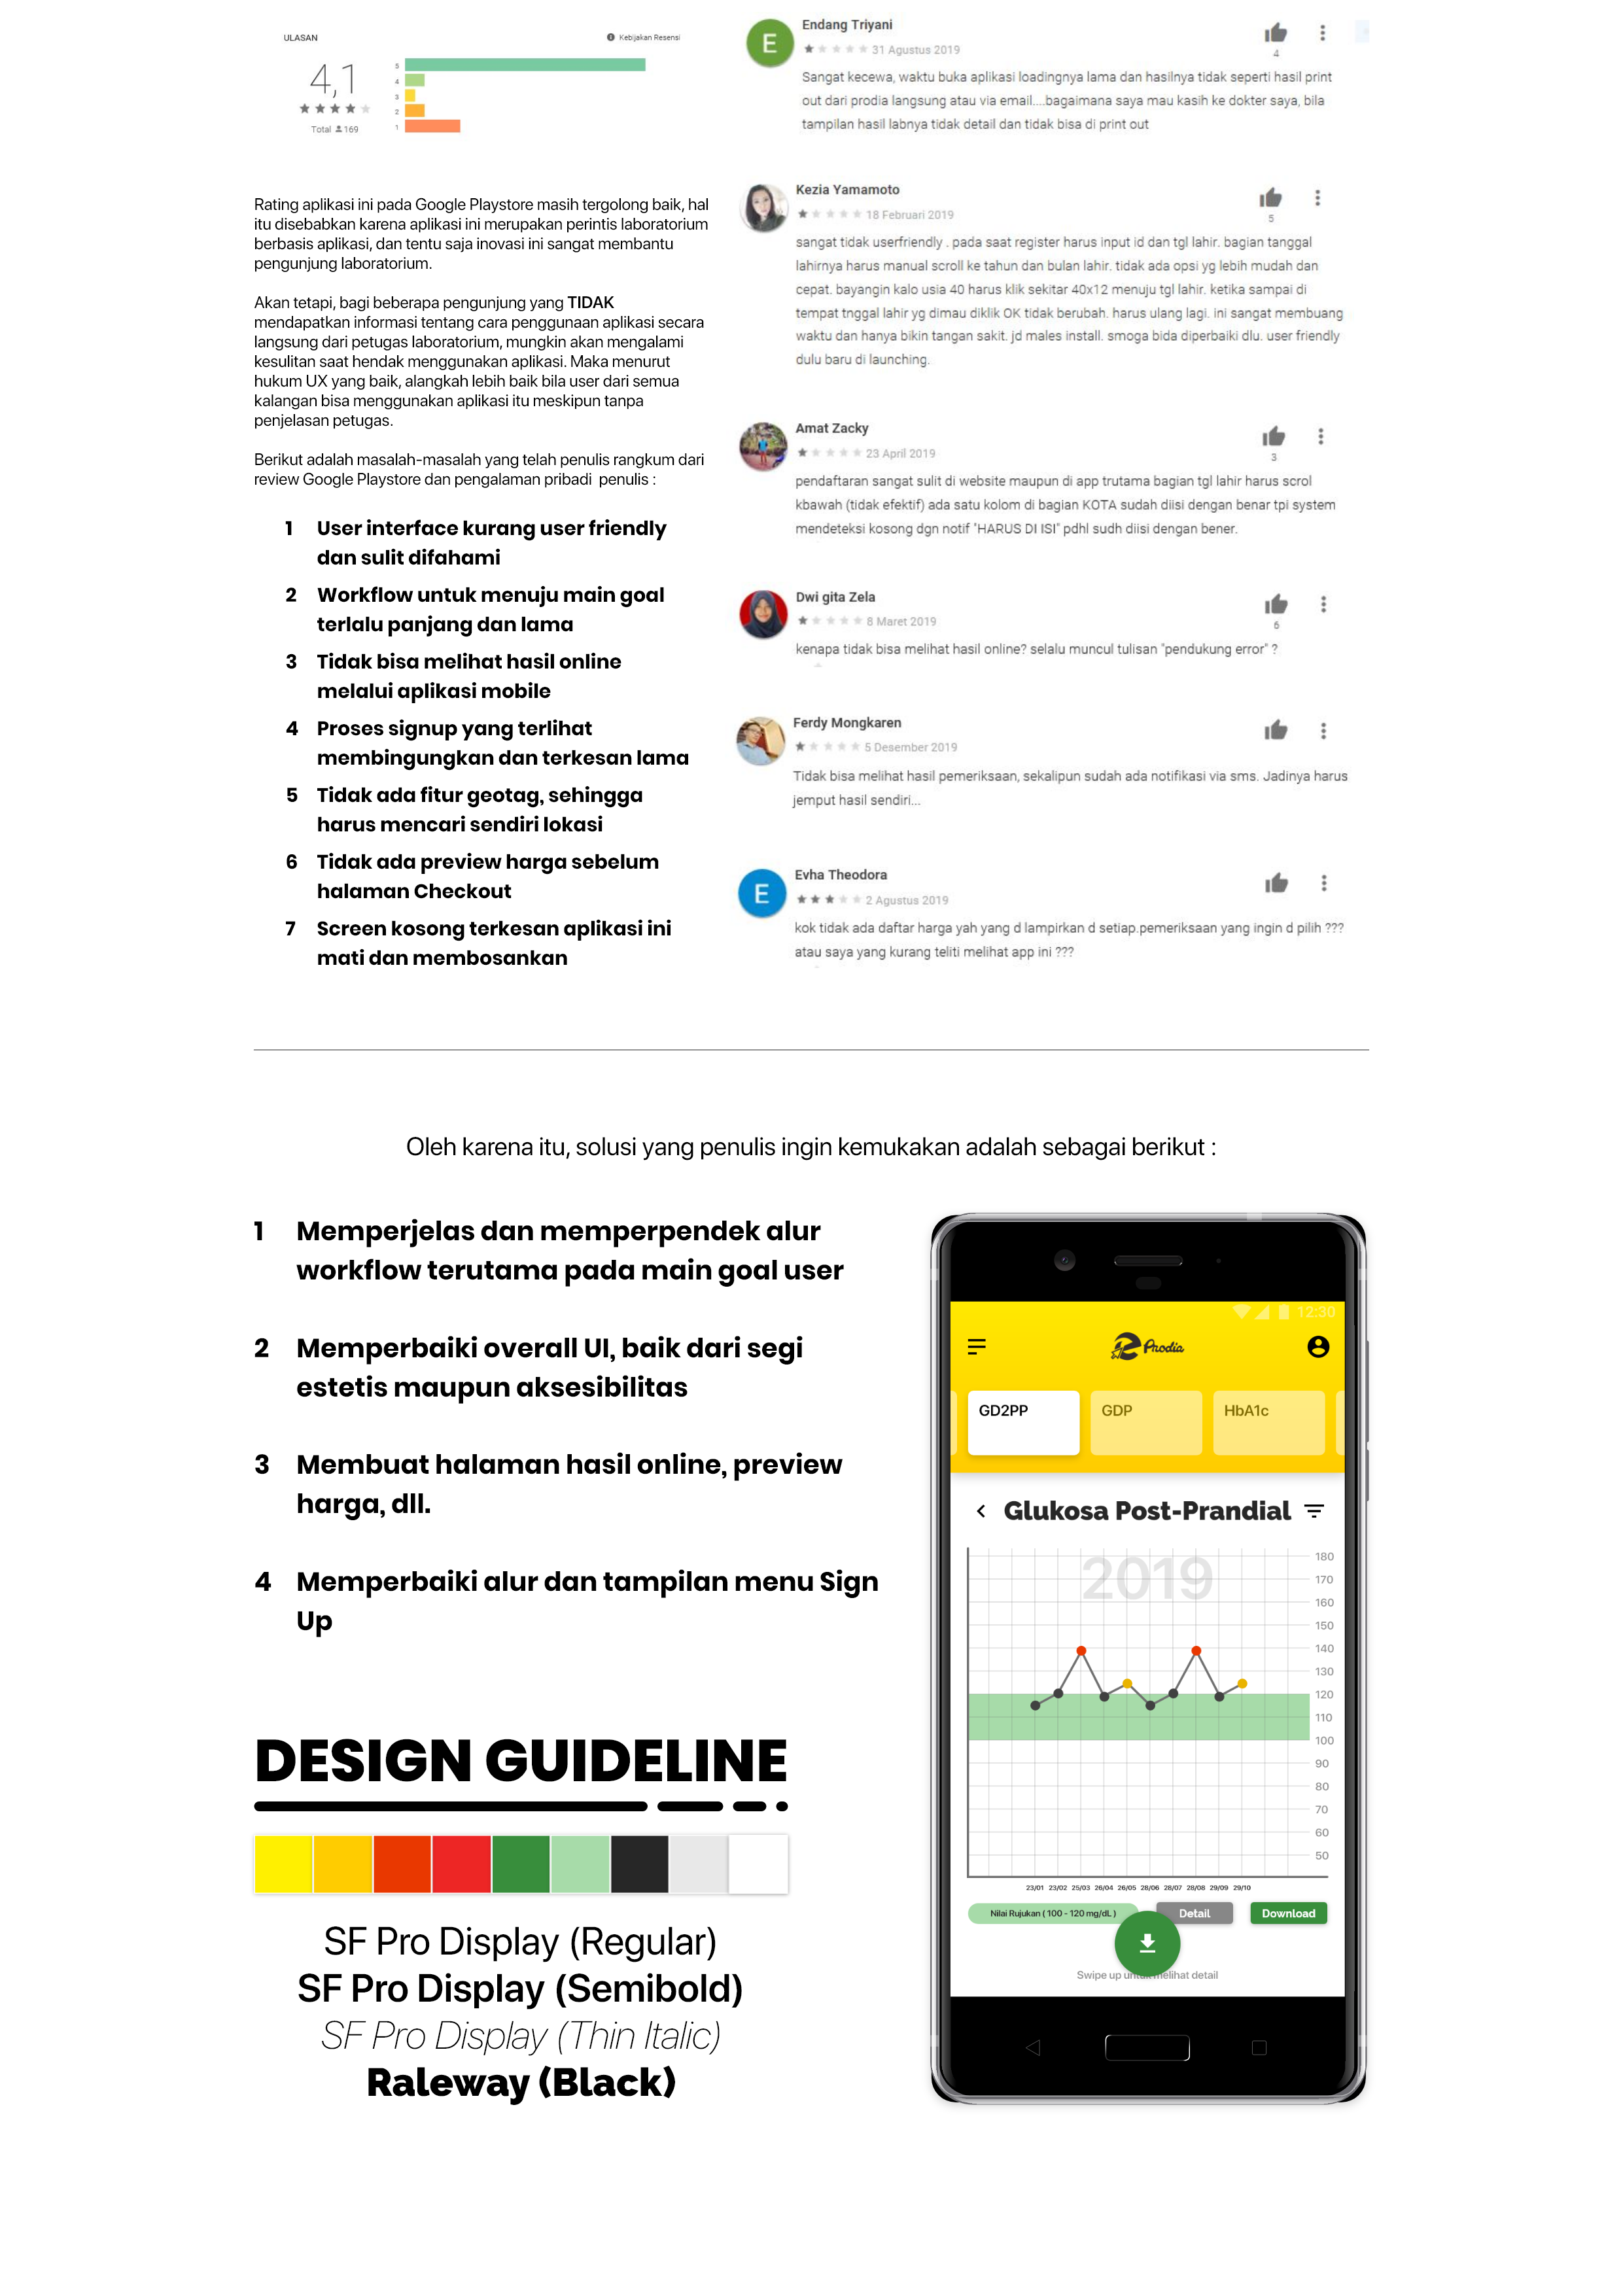 ULASAN
Kebijakan Resensi
4,1
Total 169
5
4
3
2
1
Rating aplikasi ini pada Google Playstore masih tergolong baik, hal
itu disebabkan karena aplikasi ini merupakan perintis laboratorium
berbasis aplikasi, dan tentu saja inovasi ini sangat membantu
pengunjung laboratorium.
Akan tetapi, bagi beberapa pengunjung yang TIDAK
mendapatkan informasi tentang cara penggunaan aplikasi secara
langsung dari petugas laboratorium, mungkin akan mengalami
kesulitan saat hendak menggunakan aplikasi. Maka menurut
hukum UX yang baik, alangkah lebih baik bila user dari semua
kalangan bisa menggunakan aplikasi itu meskipun tanpa
penjelasan petugas.
Berikut adalah masalah-masalah yang telah penulis rangkum dari
review Google Playstore dan pengalaman pribadi penulis :
1 User interface kurang user friendly
dan sulit difahami
2 Workflow untuk menuju main goal
terlalu panjang dan lama
3 Tidak bisa melihat hasil online
melalui aplikasi mobile
4 Proses signup yang terlihat
membingungkan dan terkesan lama
5 Tidak ada fitur geotag, sehingga
harus mencari sendiri lokasi
6 Tidak ada preview harga sebelum
halaman Checkout
7 Screen kosong terkesan aplikasi ini
mati dan membosankan
E
Endang Triyani
31 Agustus 2019
4
Sangat kecewa, waktu buka aplikasi loadingnya lama dan hasilnya tidak seperti hasil print
out dari prodia langsung atau via email....bagaimana saya mau kasih ke dokter saya, bila
tampilan hasil labnya tidak detail dan tidak bisa di print out
Kezia Yamamoto
18 Februari 2019
5
sangat tidak userfriendly . pada saat register harus input id dan tgl lahir. bagian tanggal
lahirnya harus manual scroll ke tahun dan bulan lahir. tidak ada opsi yg lebih mudah dan
cepat. bayangin kalo usia 40 harus klik sekitar 40x12 menuju tgl lahir. ketika sampai di
tempat tnggal lahir yg dimau diklik OK tidak berubah. harus ulang lagi. ini sangat membuang
waktu dan hanya bikin tangan sakit. jd males install. smoga bida diperbaiki dlu. user friendly
dulu baru di launching.
Amat Zacky
23 April 2019
3
pendaftaran sangat sulit di website maupun di app trutama bagian tgl lahir harus scrol
kbawah (tidak efektif) ada satu kolom di bagian KOTA sudah diisi dengan benar tpi system
mendeteksi kosong dgn notif "HARUS DI ISI" pdhl sudh diisi dengan bener.
Dwi gita Zela
8 Maret 2019
6
kenapa tidak bisa melihat hasil online? selalu muncul tulisan "pendukung error" ?
Ferdy Mongkaren
5 Desember 2019
Tidak bisa melihat hasil pemeriksaan, sekalipun sudah ada notifikasi via sms. Jadinya harus
jemput hasil sendiri...
E
Evha Theodora
2 Agustus 2019
kok tidak ada daftar harga yah yang d lampirkan d setiap.pemeriksaan yang ingin d pilih ???
atau saya yang kurang teliti melihat app ini ???
Oleh karena itu, solusi yang penulis ingin kemukakan adalah sebagai berikut :
1 Memperjelas dan memperpendek alur
workflow terutama pada main goal user
2 Memperbaiki overall UI, baik dari segi
estetis maupun aksesibilitas
3 Membuat halaman hasil online, preview
harga, dll.
4 Memperbaiki alur dan tampilan menu Sign
Up
DESIGN GUIDELINE
SF Pro Display (Regular)
SF Pro Display (Semibold)
SF Pro Display (Thin Italic)
Raleway (Black)
12:30
e Prodia
GD2PP
GDP
HbA1c
Glukosa Post-Prandial
2019
180
170
160
150
140
130
120
110
100
90
80
70
60
50
23/01 23/02 25/03 26/04 26/05 28/06 28/07 28/08 29/09 29/10
Nilai Rujukan ( 100 - 120 mg/dL )
Detail
Download
Swipe up untuk melihat detail